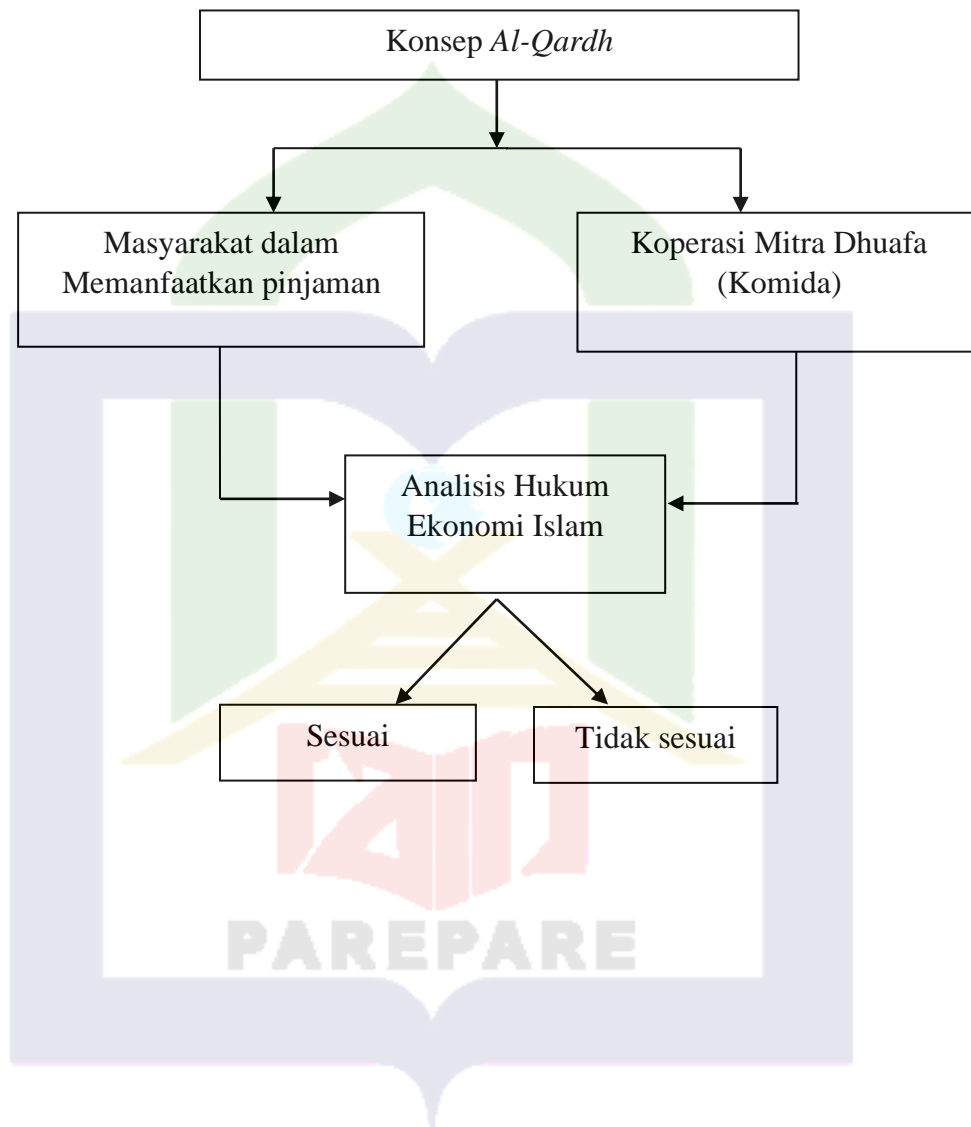 Konsep Al-Qardh
Masyarakat dalam
Memanfaatkan pinjaman
Koperasi Mitra Dhuafa
(Komida)
Analisis Hukum
Ekonomi Islam
Sesuai
Tidak sesuai
PAREPARE